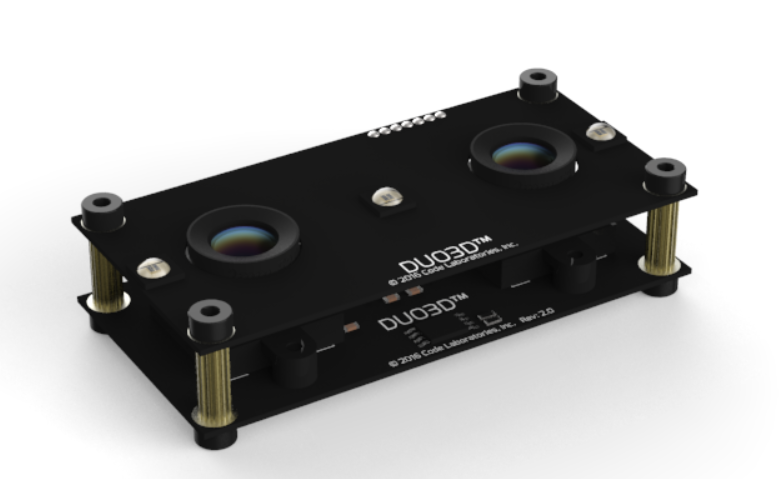 DUO3D™
© 2016 Code Laboratories, Inc.
DUO3D™
© 2016 Code Laboratories, Inc. Rev: 2.0